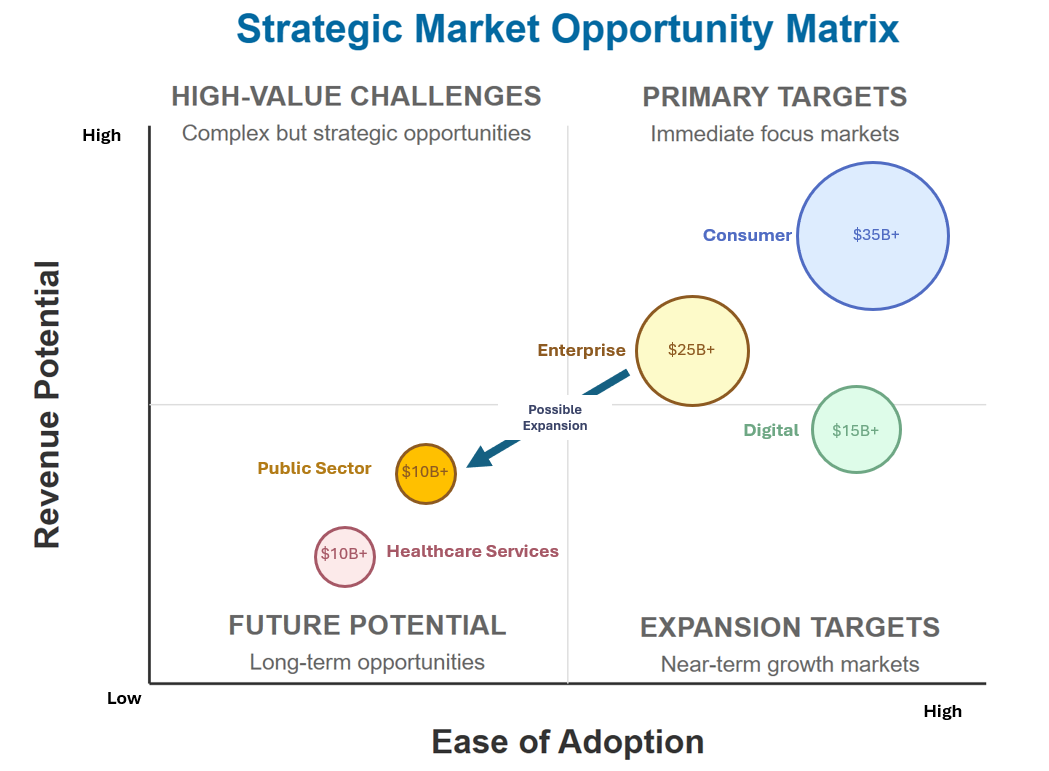 Strategic Market Opportunity Matrix
HIGH-VALUE CHALLENGES
Complex but strategic opportunities
PRIMARY TARGETS
Immediate focus markets
High
Revenue Potential
Consumer
$35B+
Enterprise
$25B+
Possible
Expansion
Digital
$15B+
Public Sector
$10B+
$10B+
Healthcare Services
FUTURE POTENTIAL
Long-term opportunities
EXPANSION TARGETS
Near-term growth markets
Low
High
Ease of Adoption